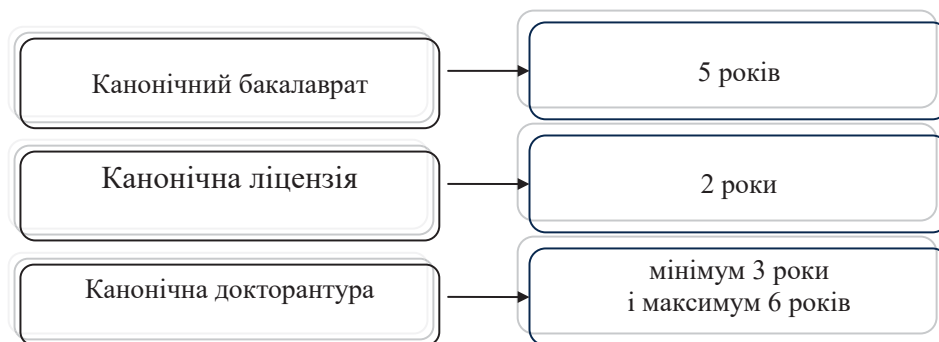 Канонічний бакалаврат
5 років
Канонічна ліцензія
2 роки
Канонічна докторантура
мінімум 3 роки
і максимум 6 років